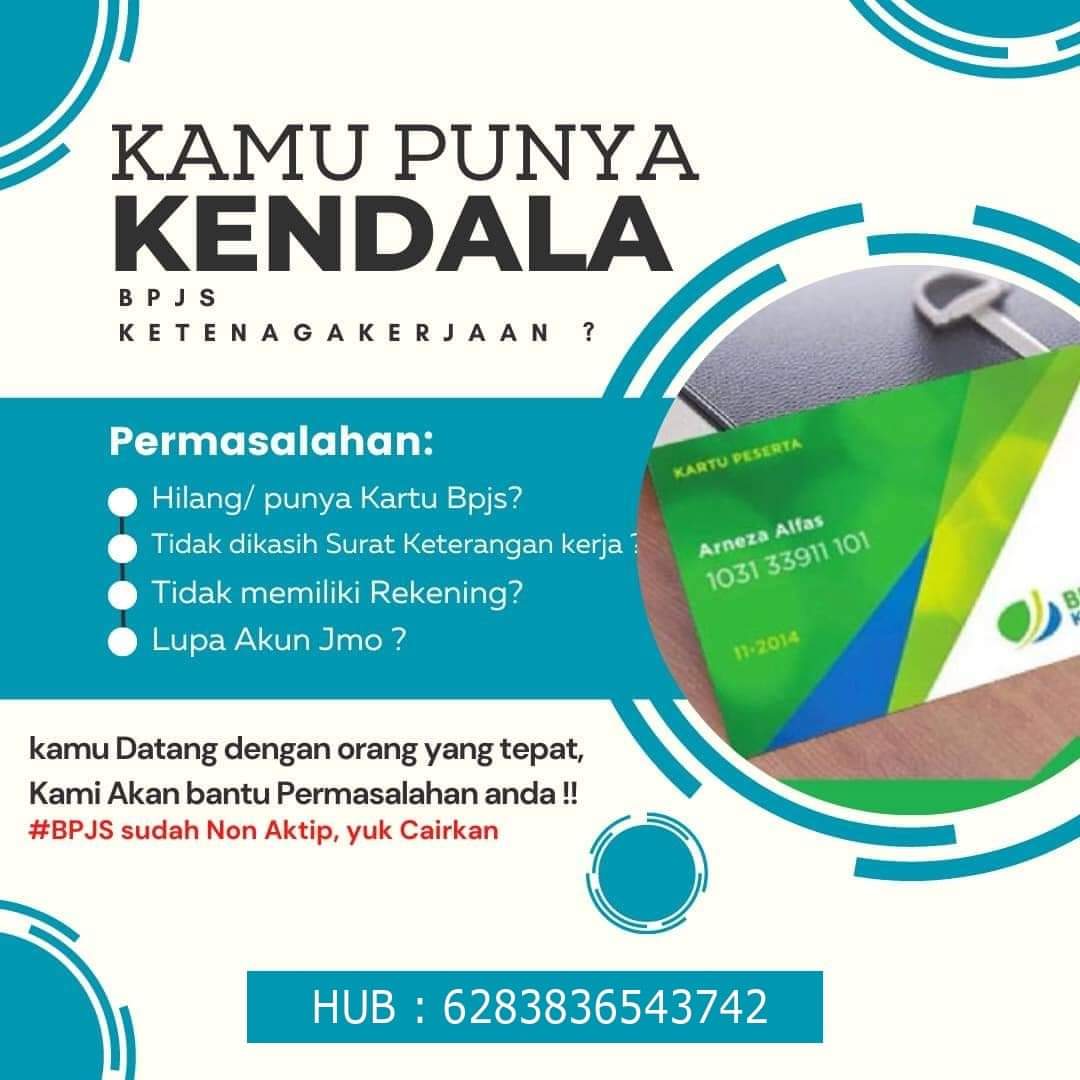 KAMU PUNYA
KENDALA
BPJS
KETENAGAKERJAAN ?
Permasalahan:
Hilang/ punya Kartu Bpjs?
Tidak dikasih Surat Keterangan kerja ?
Tidak memiliki Rekening?
Lupa Akun Jmo ?
KARTU PESERTA
Arneza Alfas
1031 33911 101
11-2014
kamu Datang dengan orang yang tepat,
Kami Akan bantu Permasalahan anda !!
#BPJS sudah Non Aktip, yuk Cairkan
HUB : 6283836543742